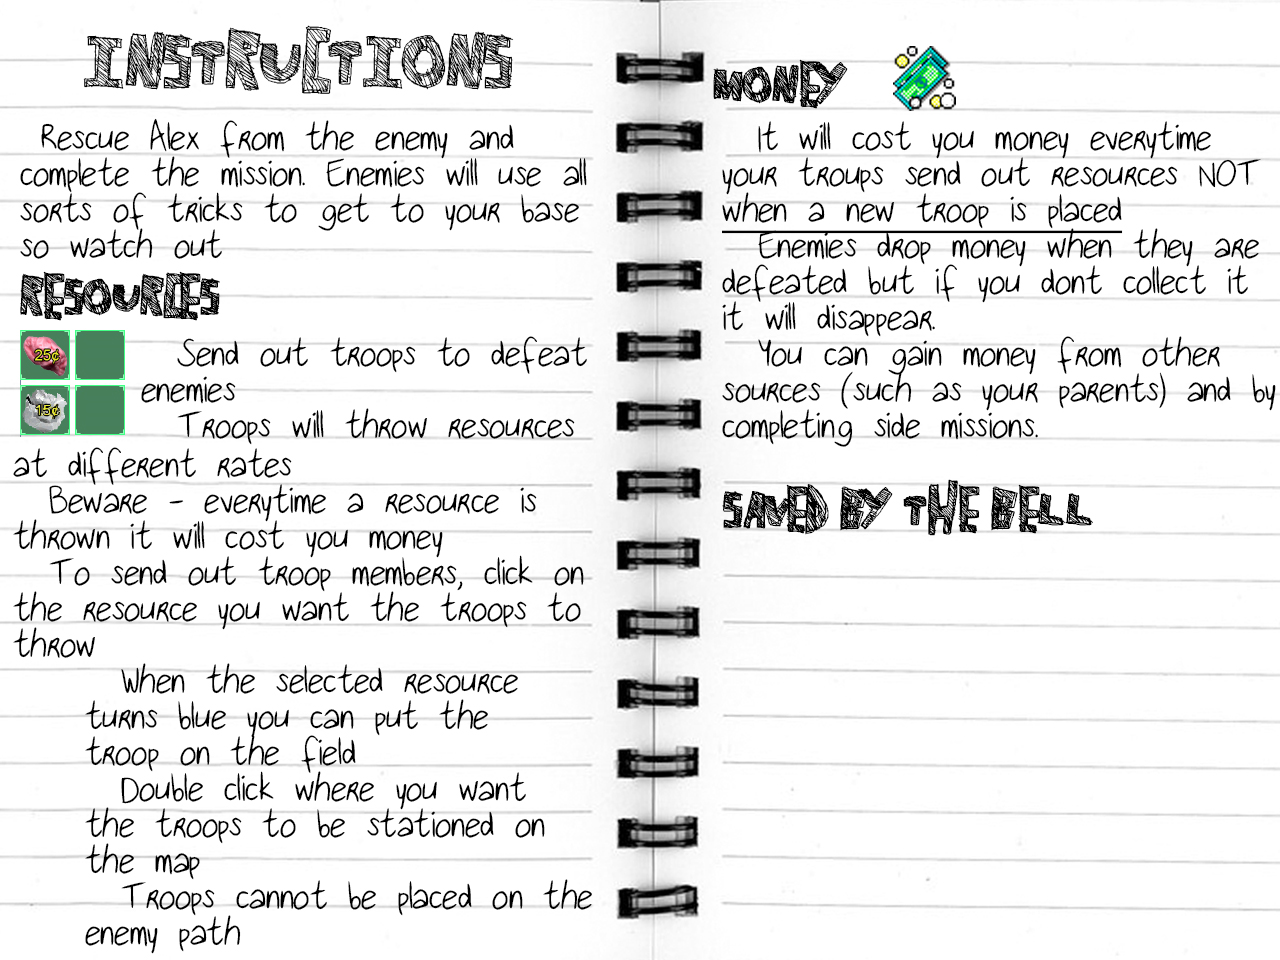 INSTRUCTIONS
Rescue Alex from the enemy and
complete the mission. Enemies will use all
sorts of tricks to get to your base
so watch out
RESOURCES
25¢
15¢
Send out troops to defeat
enemies
Troops will throw resources
at different rates
Beware - everytime a resource is
thrown it will cost you money
To send out troop members, click on
the resource you want the troops to
throw
When the selected resource
turns blue you can put the
troop on the field
Double click where you want
the troops to be stationed on
the map
Troops cannot be placed on the
enemy path
MONEY
It will cost you money everytime
your troups send out resources NOT
when a new troop is placed
Enemies drop money when they are
defeated but if you dont collect it
it will disappear.
You can gain money from other
sources (such as your parents) and by
completing side missions.
SAVED BY THE BELL